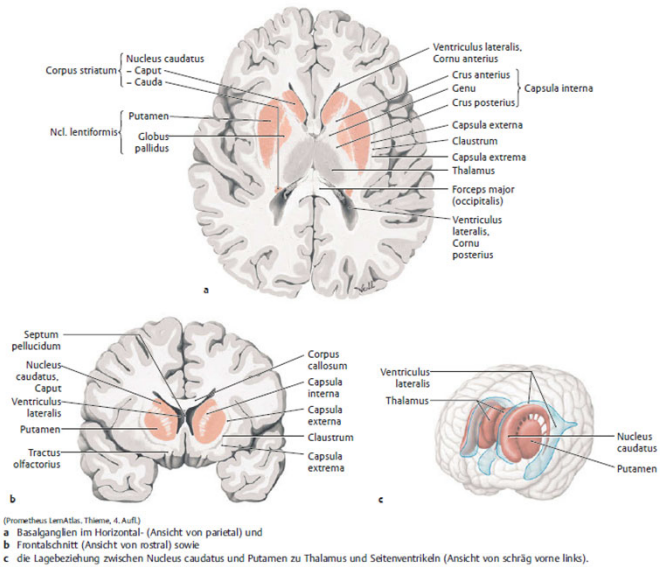 Corpus striatum
Nucleus caudatus
– Caput
– Cauda
Ncl. lentiformis
Putamen
Globus
pallidus
Ventriculus lateralis,
Cornu anterius
Crus anterius
Genu
Crus posterius
Capsula interna
Capsula externa
Claustrum
Capsula extrema
Thalamus
Forceps major
(occipitalis)
Ventriculus
lateralis,
Cornu
posterius
a
Septum
pellucidum
Nucleus
caudatus,
Caput
Ventriculus
lateralis
Putamen
Tractus
olfactorius
Corpus
callosum
Capsula
interna
Capsula
externa
Claustrum
Capsula
extrema
b
Ventriculus
lateralis
Thalamus
Nucleus
caudatus
Putamen
c
(Prometheus LernAtlas, Thieme, 4. Aufl.)
a Basalganglien im Horizontal- (Ansicht von parietal) und
b Frontalschnitt (Ansicht von rostral) sowie
c die Lagebeziehung zwischen Nucleus caudatus und Putamen zu Thalamus und Seitenventrikeln (Ansicht von schräg vorne links).